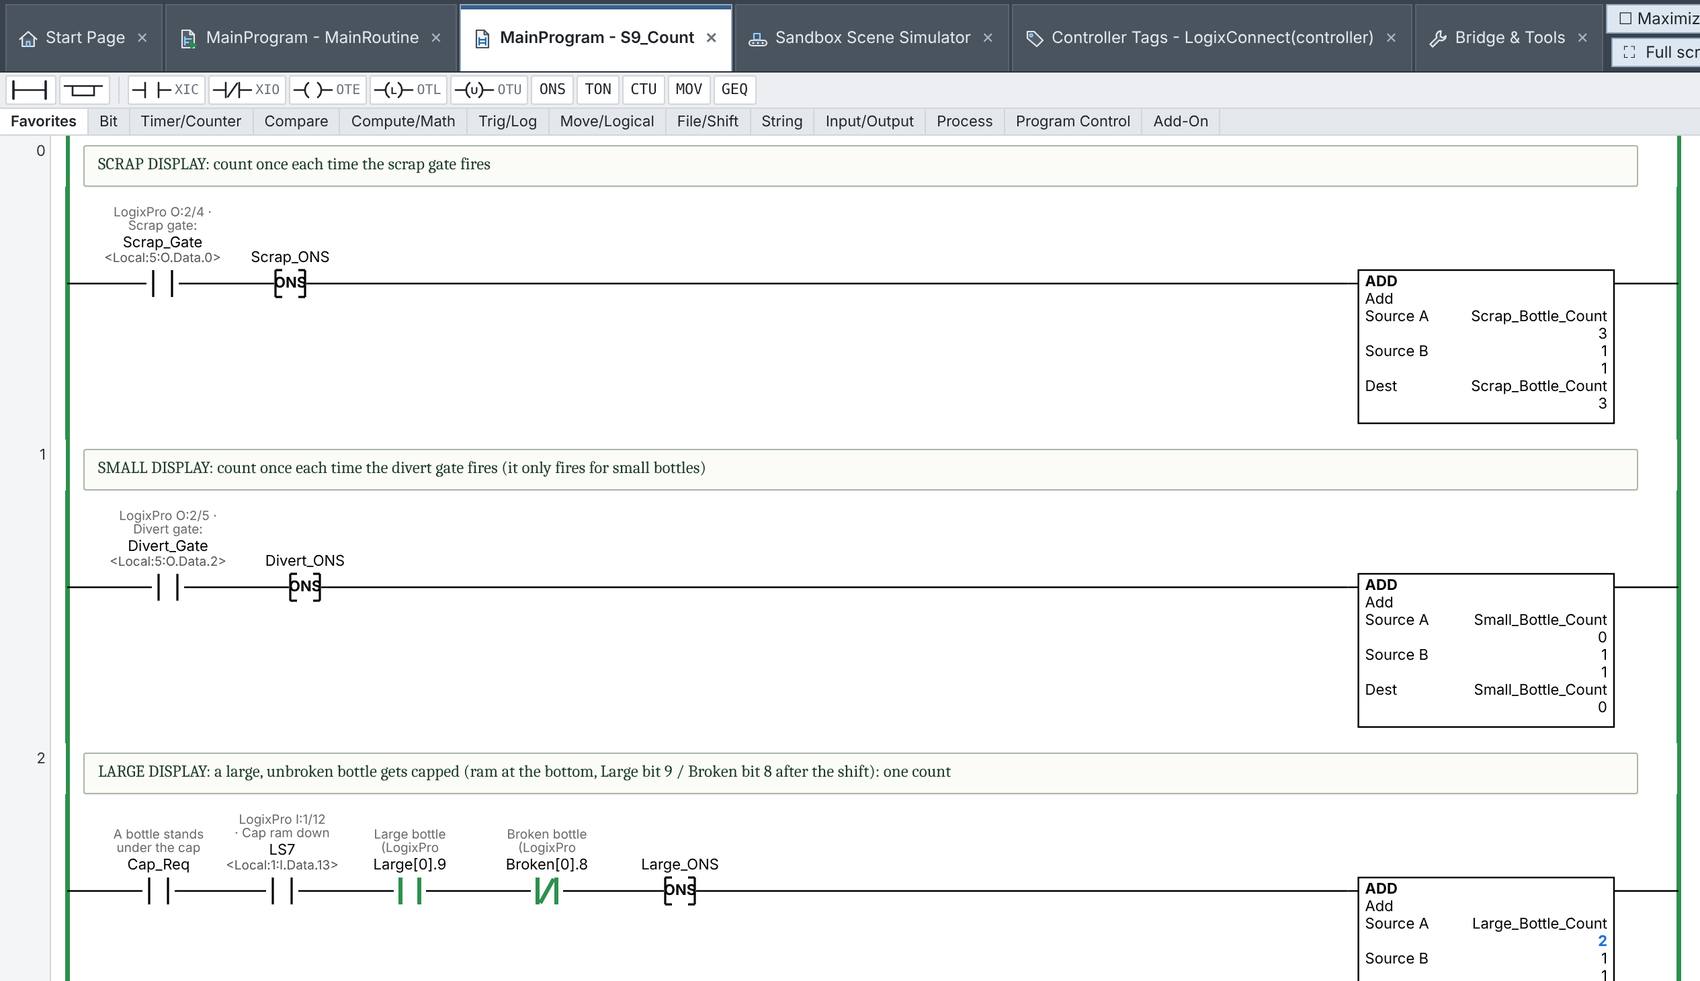 Start Page ×
MainProgram - MainRoutine ×
MainProgram - S9_Count ×
Sandbox Scene Simulator ×
Controller Tags - LogixConnect(controller) ×
Bridge & Tools ×
Maximiz
Full scr
XIC XIO OTE L OTL U OTU ONS TON CTU MOV GEQ
Favorites Bit Timer/Counter Compare Compute/Math Trig/Log Move/Logical File/Shift String Input/Output Process Program Control Add-On
0
SCRAP DISPLAY: count once each time the scrap gate fires
LogixPro O:2/4 ·
Scrap gate:
Scrap_Gate
<Local:5:O.Data.0>
Scrap_ONS
ONS
ADD
Add
Source A Scrap_Bottle_Count
3
Source B 1
1
Dest Scrap_Bottle_Count
3
1
SMALL DISPLAY: count once each time the divert gate fires (it only fires for small bottles)
LogixPro O:2/5 ·
Divert gate:
Divert_Gate
<Local:5:O.Data.2>
Divert_ONS
ONS
ADD
Add
Source A Small_Bottle_Count
0
Source B 1
1
Dest Small_Bottle_Count
0
2
LARGE DISPLAY: a large, unbroken bottle gets capped (ram at the bottom, Large bit 9 / Broken bit 8 after the shift): one count
A bottle stands
under the cap
Cap_Req
LogixPro I:1/12
· Cap ram down
LS7
<Local:1:I.Data.13>
Large bottle
(LogixPro
Large[0].9
Broken bottle
(LogixPro
Broken[0].8
Large_ONS
ONS
ADD
Add
Source A Large_Bottle_Count
2
Source B 1
1